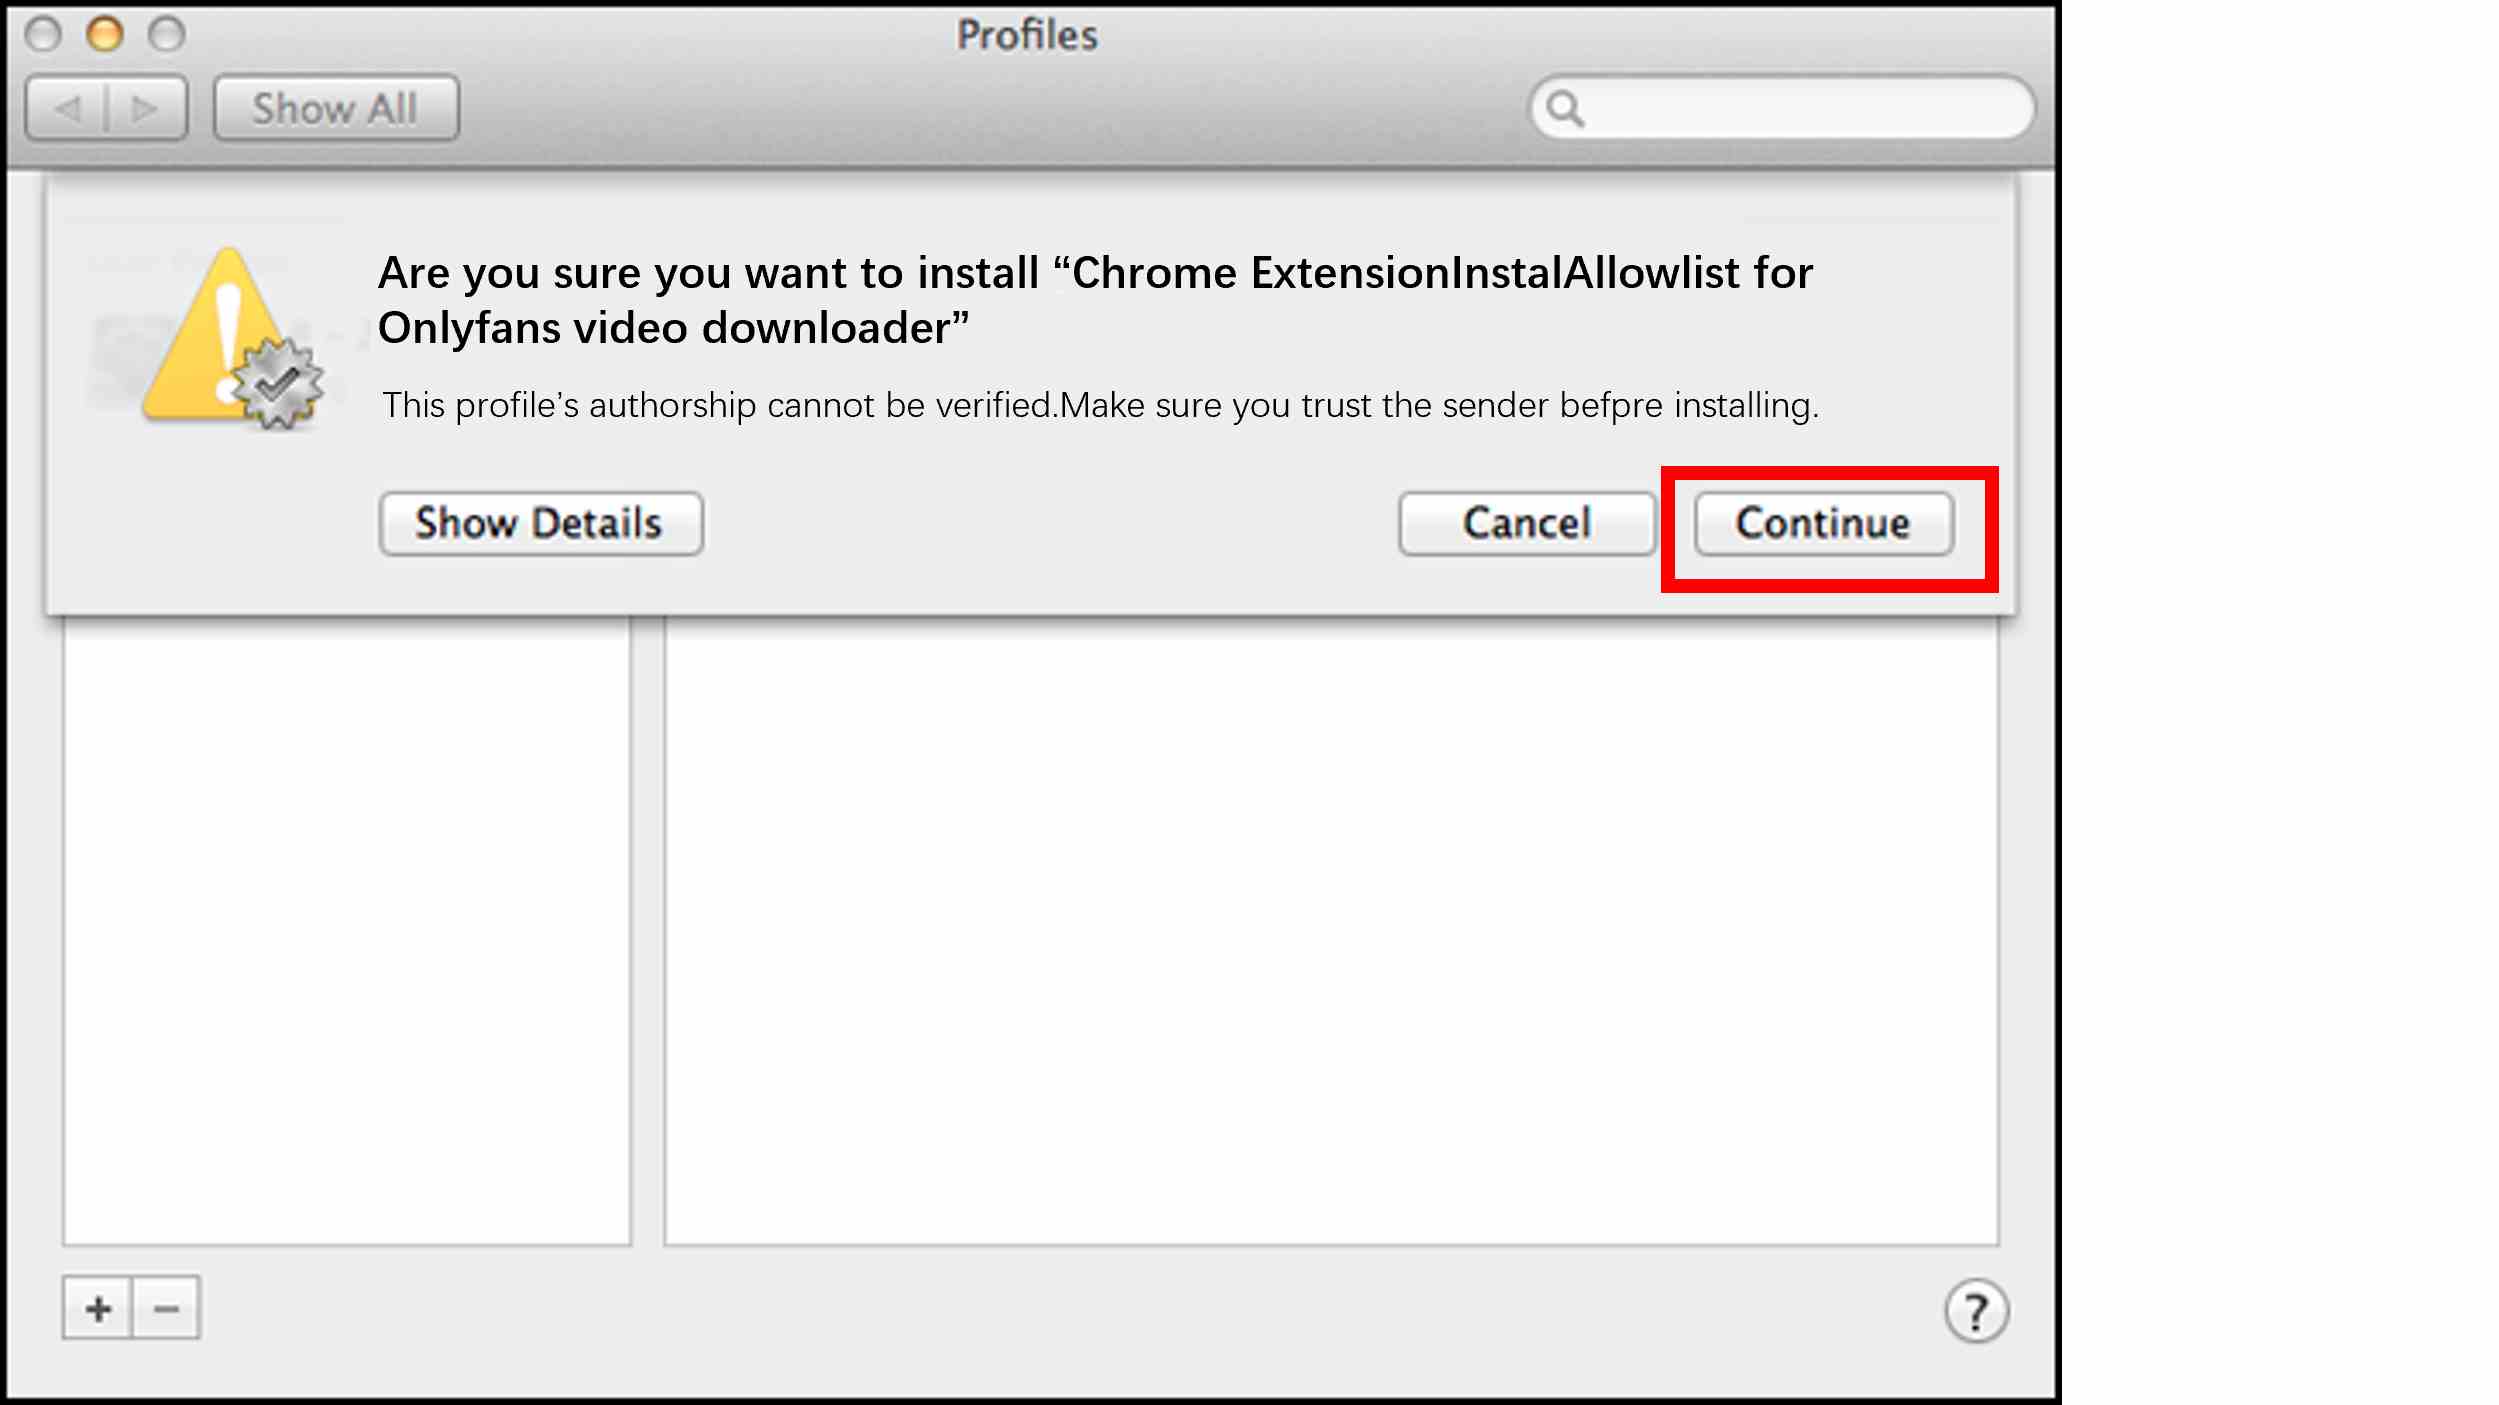 Profiles
Show All
Are you sure you want to install “Chrome ExtensionInstalAllowlist for
Onlyfans video downloader”
This profile’s authorship cannot be verified.Make sure you trust the sender befpre installing.
Show Details
Cancel
Continue
+ −
?